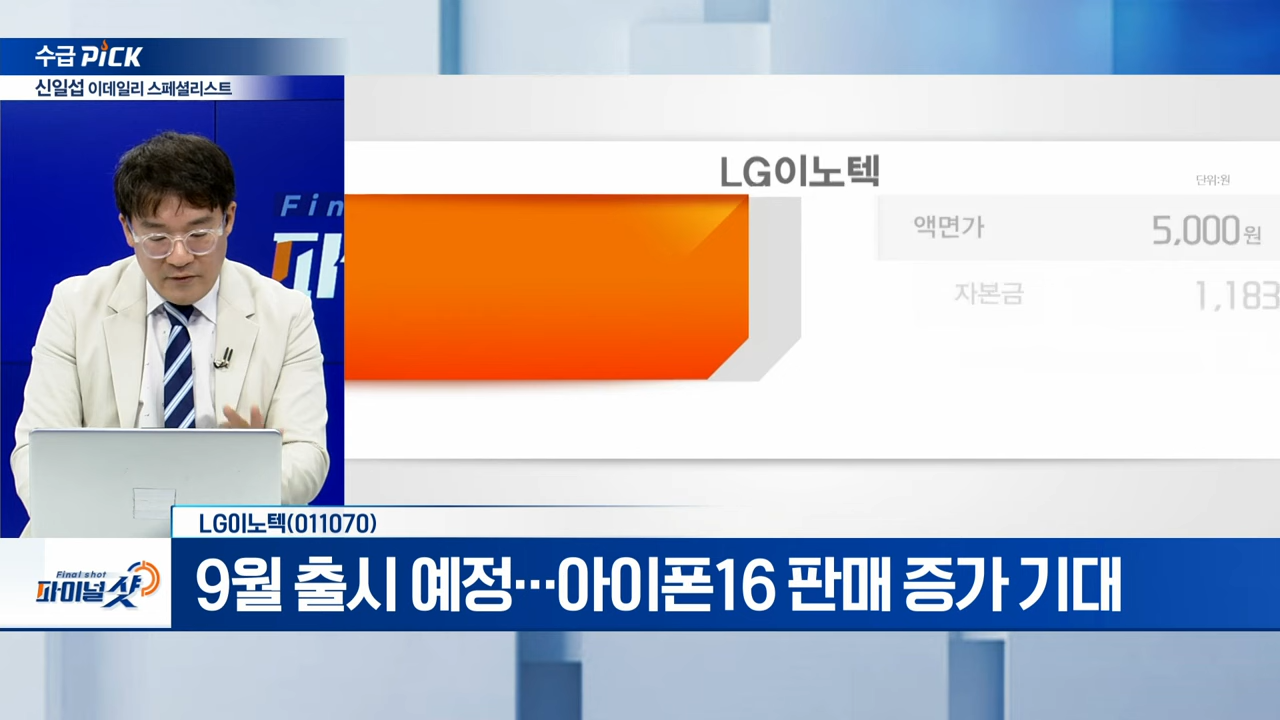 수급 PiCK
신일섭 이데일리 스페셜리스트
Fin
파
LG이노텍
단위:원
액면가 5,000원
자본금 1,183
LG이노텍(011070)
Final shot
파이널샷
9월 출시 예정···아이폰16 판매 증가 기대